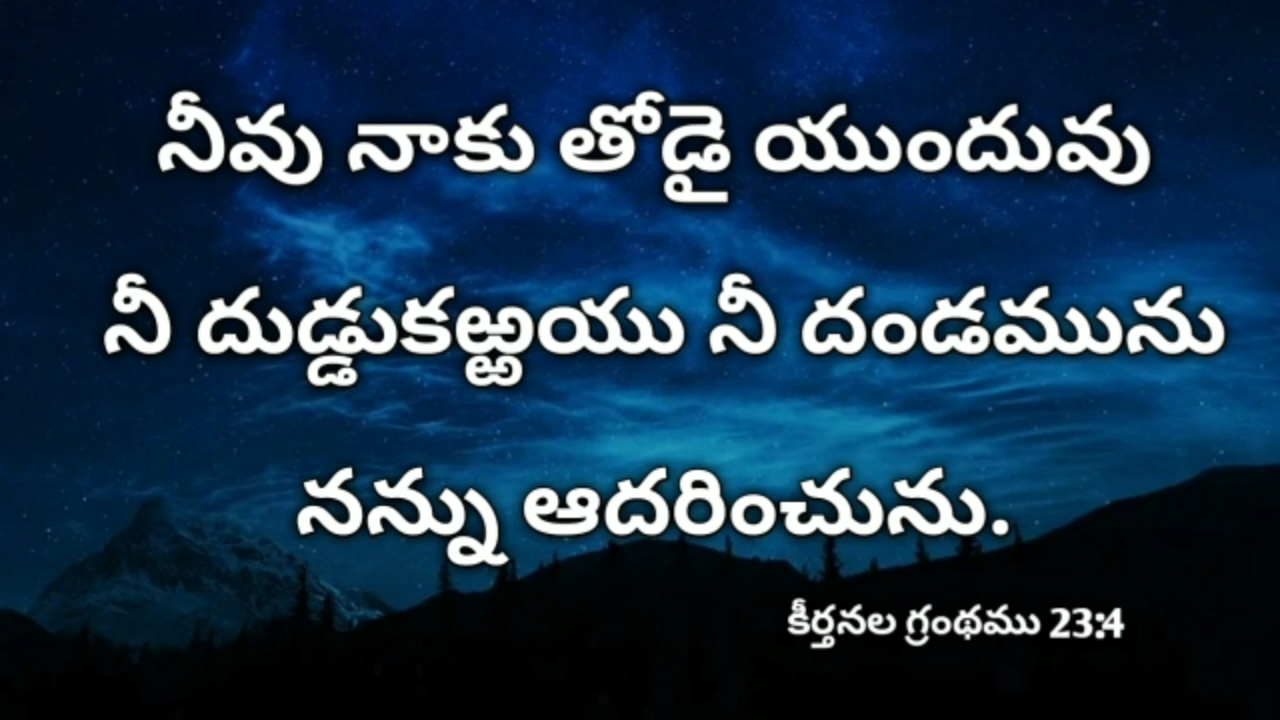 నీవు నాకు తోడై యుందువు
నీ దుడ్డుకఱ్ఱయు నీ దండమును
నన్ను ఆదరించును.
కీర్తనల గ్రంథము 23:4